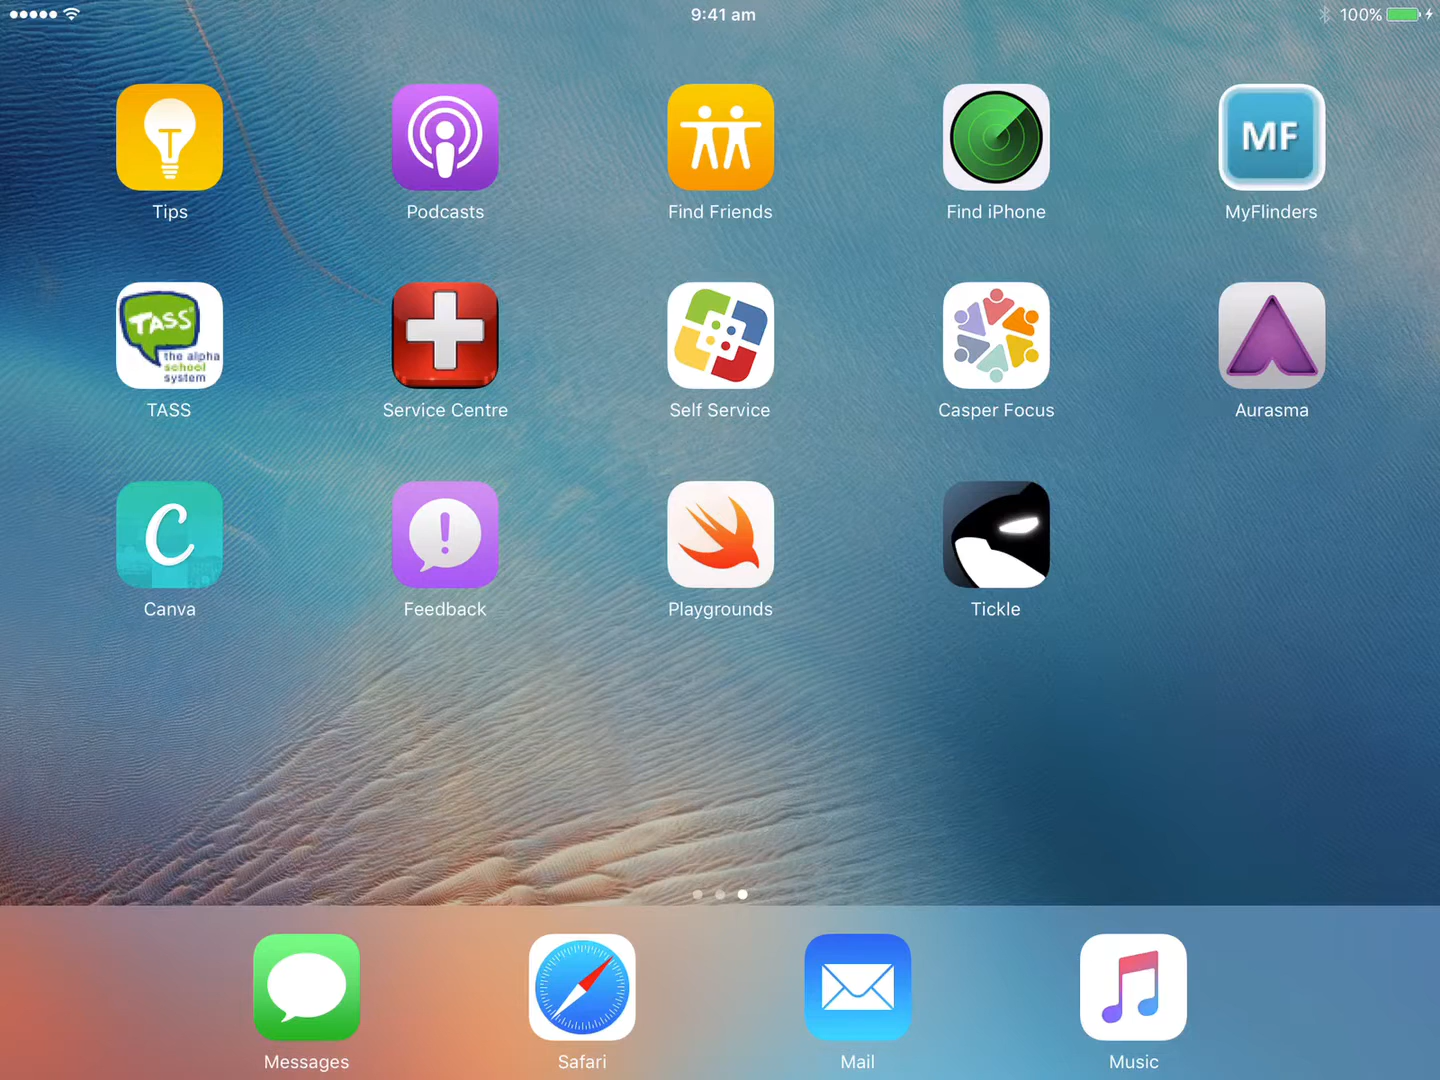 9:41 am
100%
MF
Tips
Podcasts
Find Friends
Find iPhone
MyFlinders
TASS
the alpha
school
system
TASS
Service Centre
Self Service
Casper Focus
Aurasma
C
Canva
Feedback
Playgrounds
Tickle
Messages
Safari
Mail
Music